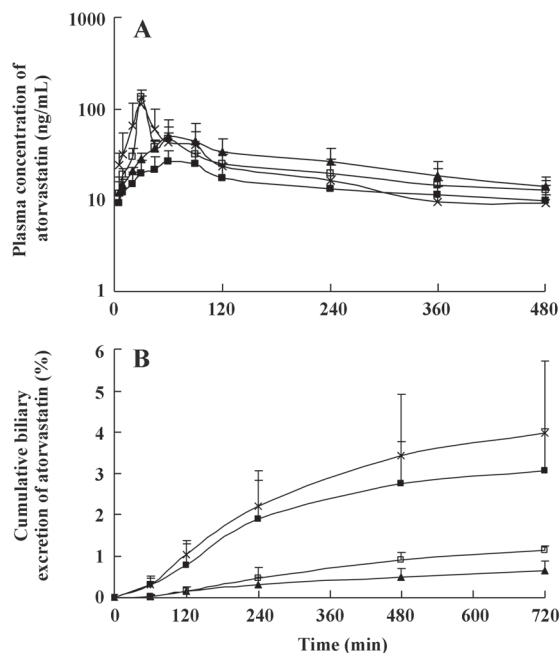 A
Plasma concentration of
atorvastatin (ng/mL)
1000
100
10
1
0 120 240 360 480
B
Cumulative biliary
excretion of atorvastatin (%)
6
5
4
3
2
1
0
0 120 240 360 480 600 720
Time (min)